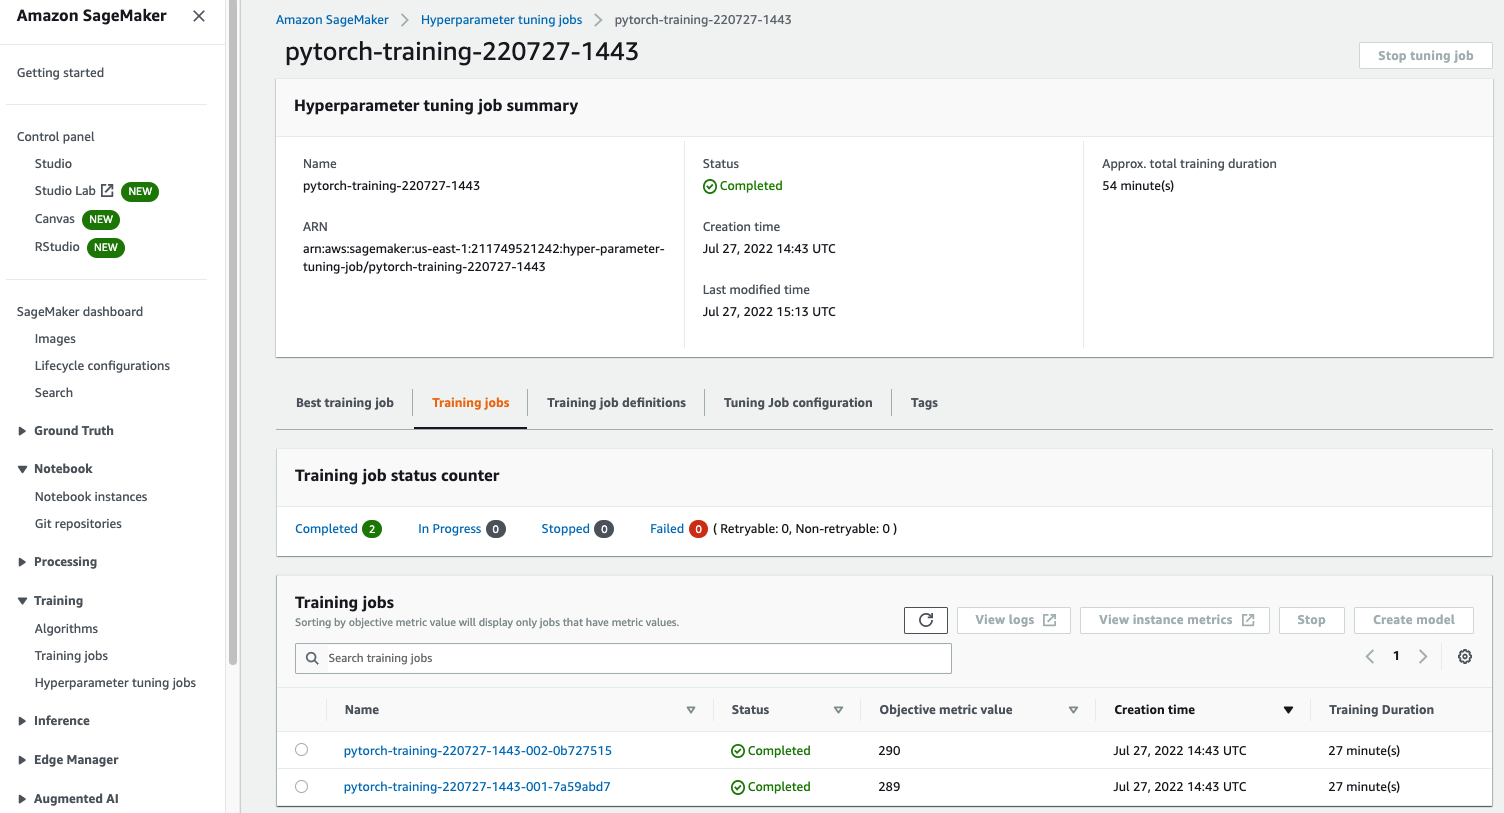 Amazon SageMaker
Getting started
Control panel
Studio
Studio Lab NEW
Canvas NEW
RStudio NEW
SageMaker dashboard
Images
Lifecycle configurations
Search
Ground Truth
Notebook
Notebook instances
Git repositories
Processing
Training
Algorithms
Training jobs
Hyperparameter tuning jobs
Inference
Edge Manager
Augmented AI
Amazon SageMaker Hyperparameter tuning jobs pytorch-training-220727-1443
pytorch-training-220727-1443
Stop tuning job
Hyperparameter tuning job summary
Name
pytorch-training-220727-1443
ARN
arn:aws:sagemaker:us-east-1:211749521242:hyper-parameter-
tuning-job/pytorch-training-220727-1443
Status
Completed
Creation time
Jul 27, 2022 14:43 UTC
Last modified time
Jul 27, 2022 15:13 UTC
Approx. total training duration
54 minute(s)
Best training job Training jobs Training job definitions Tuning Job configuration Tags
Training job status counter
Completed 2 In Progress 0 Stopped 0 Failed 0 ( Retryable: 0, Non-retryable: 0 )
Training jobs
Sorting by objective metric value will display only jobs that have metric values.
View logs View instance metrics Stop Create model
Search training jobs
1
Name Status Objective metric value Creation time Training Duration
pytorch-training-220727-1443-002-0b727515 Completed 290 Jul 27, 2022 14:43 UTC 27 minute(s)
pytorch-training-220727-1443-001-7a59abd7 Completed 289 Jul 27, 2022 14:43 UTC 27 minute(s)